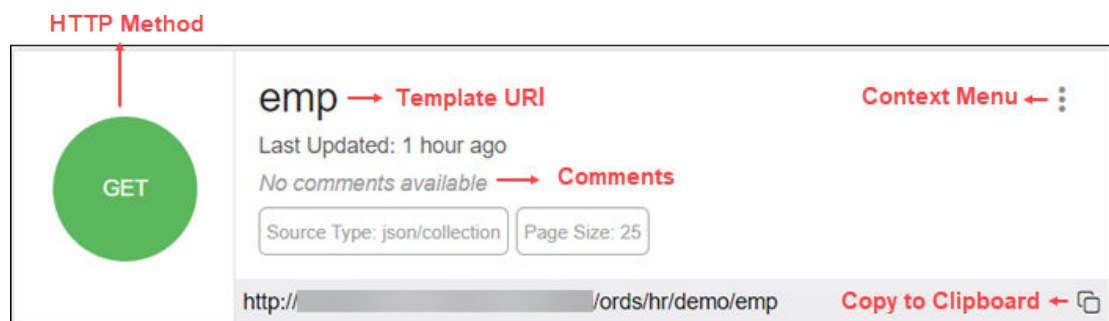 HTTP Method
emp Template URI Context Menu
Last Updated: 1 hour ago
GET
No comments available Comments
Source Type: json/collection Page Size: 25
http:// /ords/hr/demo/emp Copy to Clipboard